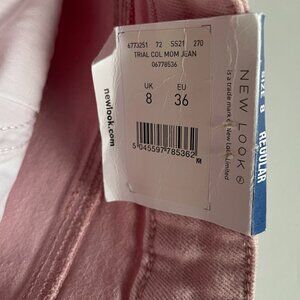 6773251 72 SS21 270
TRIAL COL MOM JEAN
06778536
UK EU
8 36
5 045597 785362
M
newlook.com
NEW LOOK ®
is a trade mark of New Look Limited
SIZE 8 REGULAR